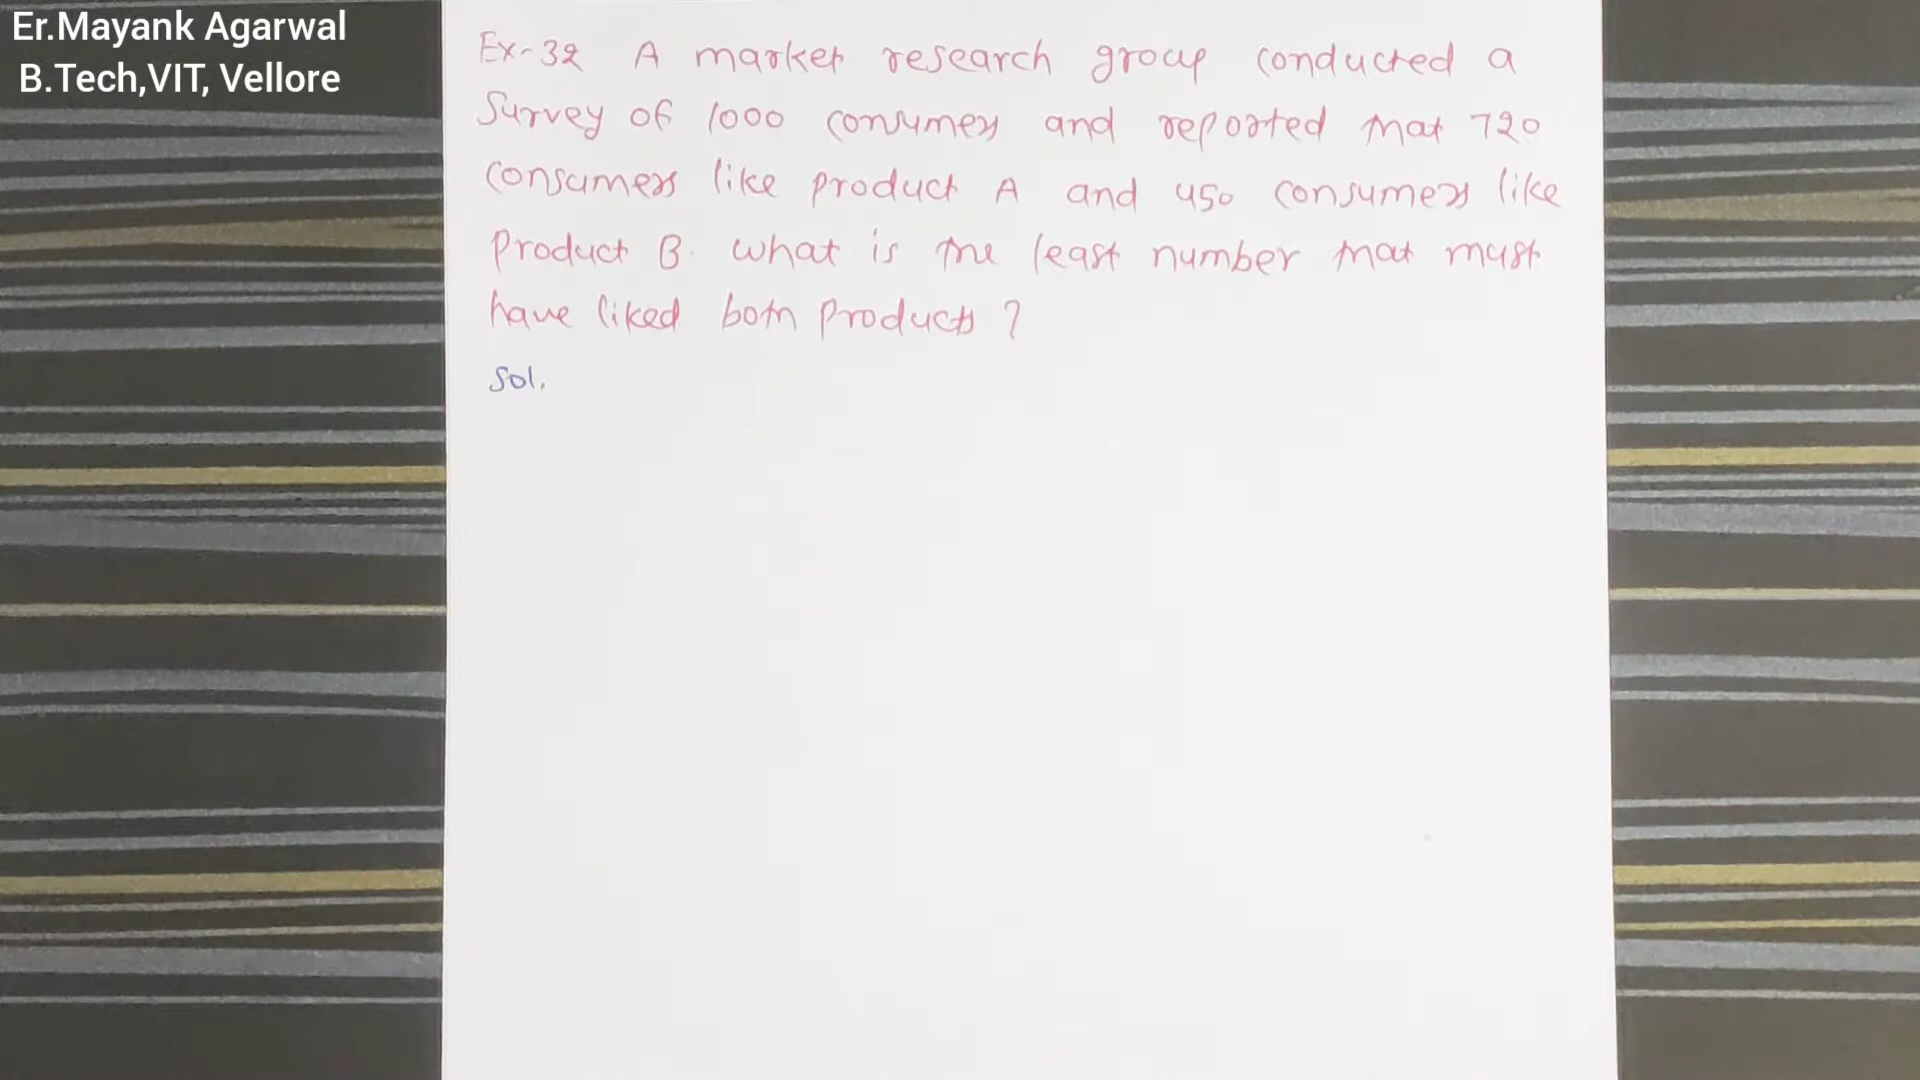 Er.Mayank Agarwal
B.Tech,VIT, Vellore
Ex-32 A market research group conducted a
Survey of 1000 consumers and reported that 720
consumers like product A and 450 consumers like
Product B. what is the least number that must
have liked both products ?
Sol.